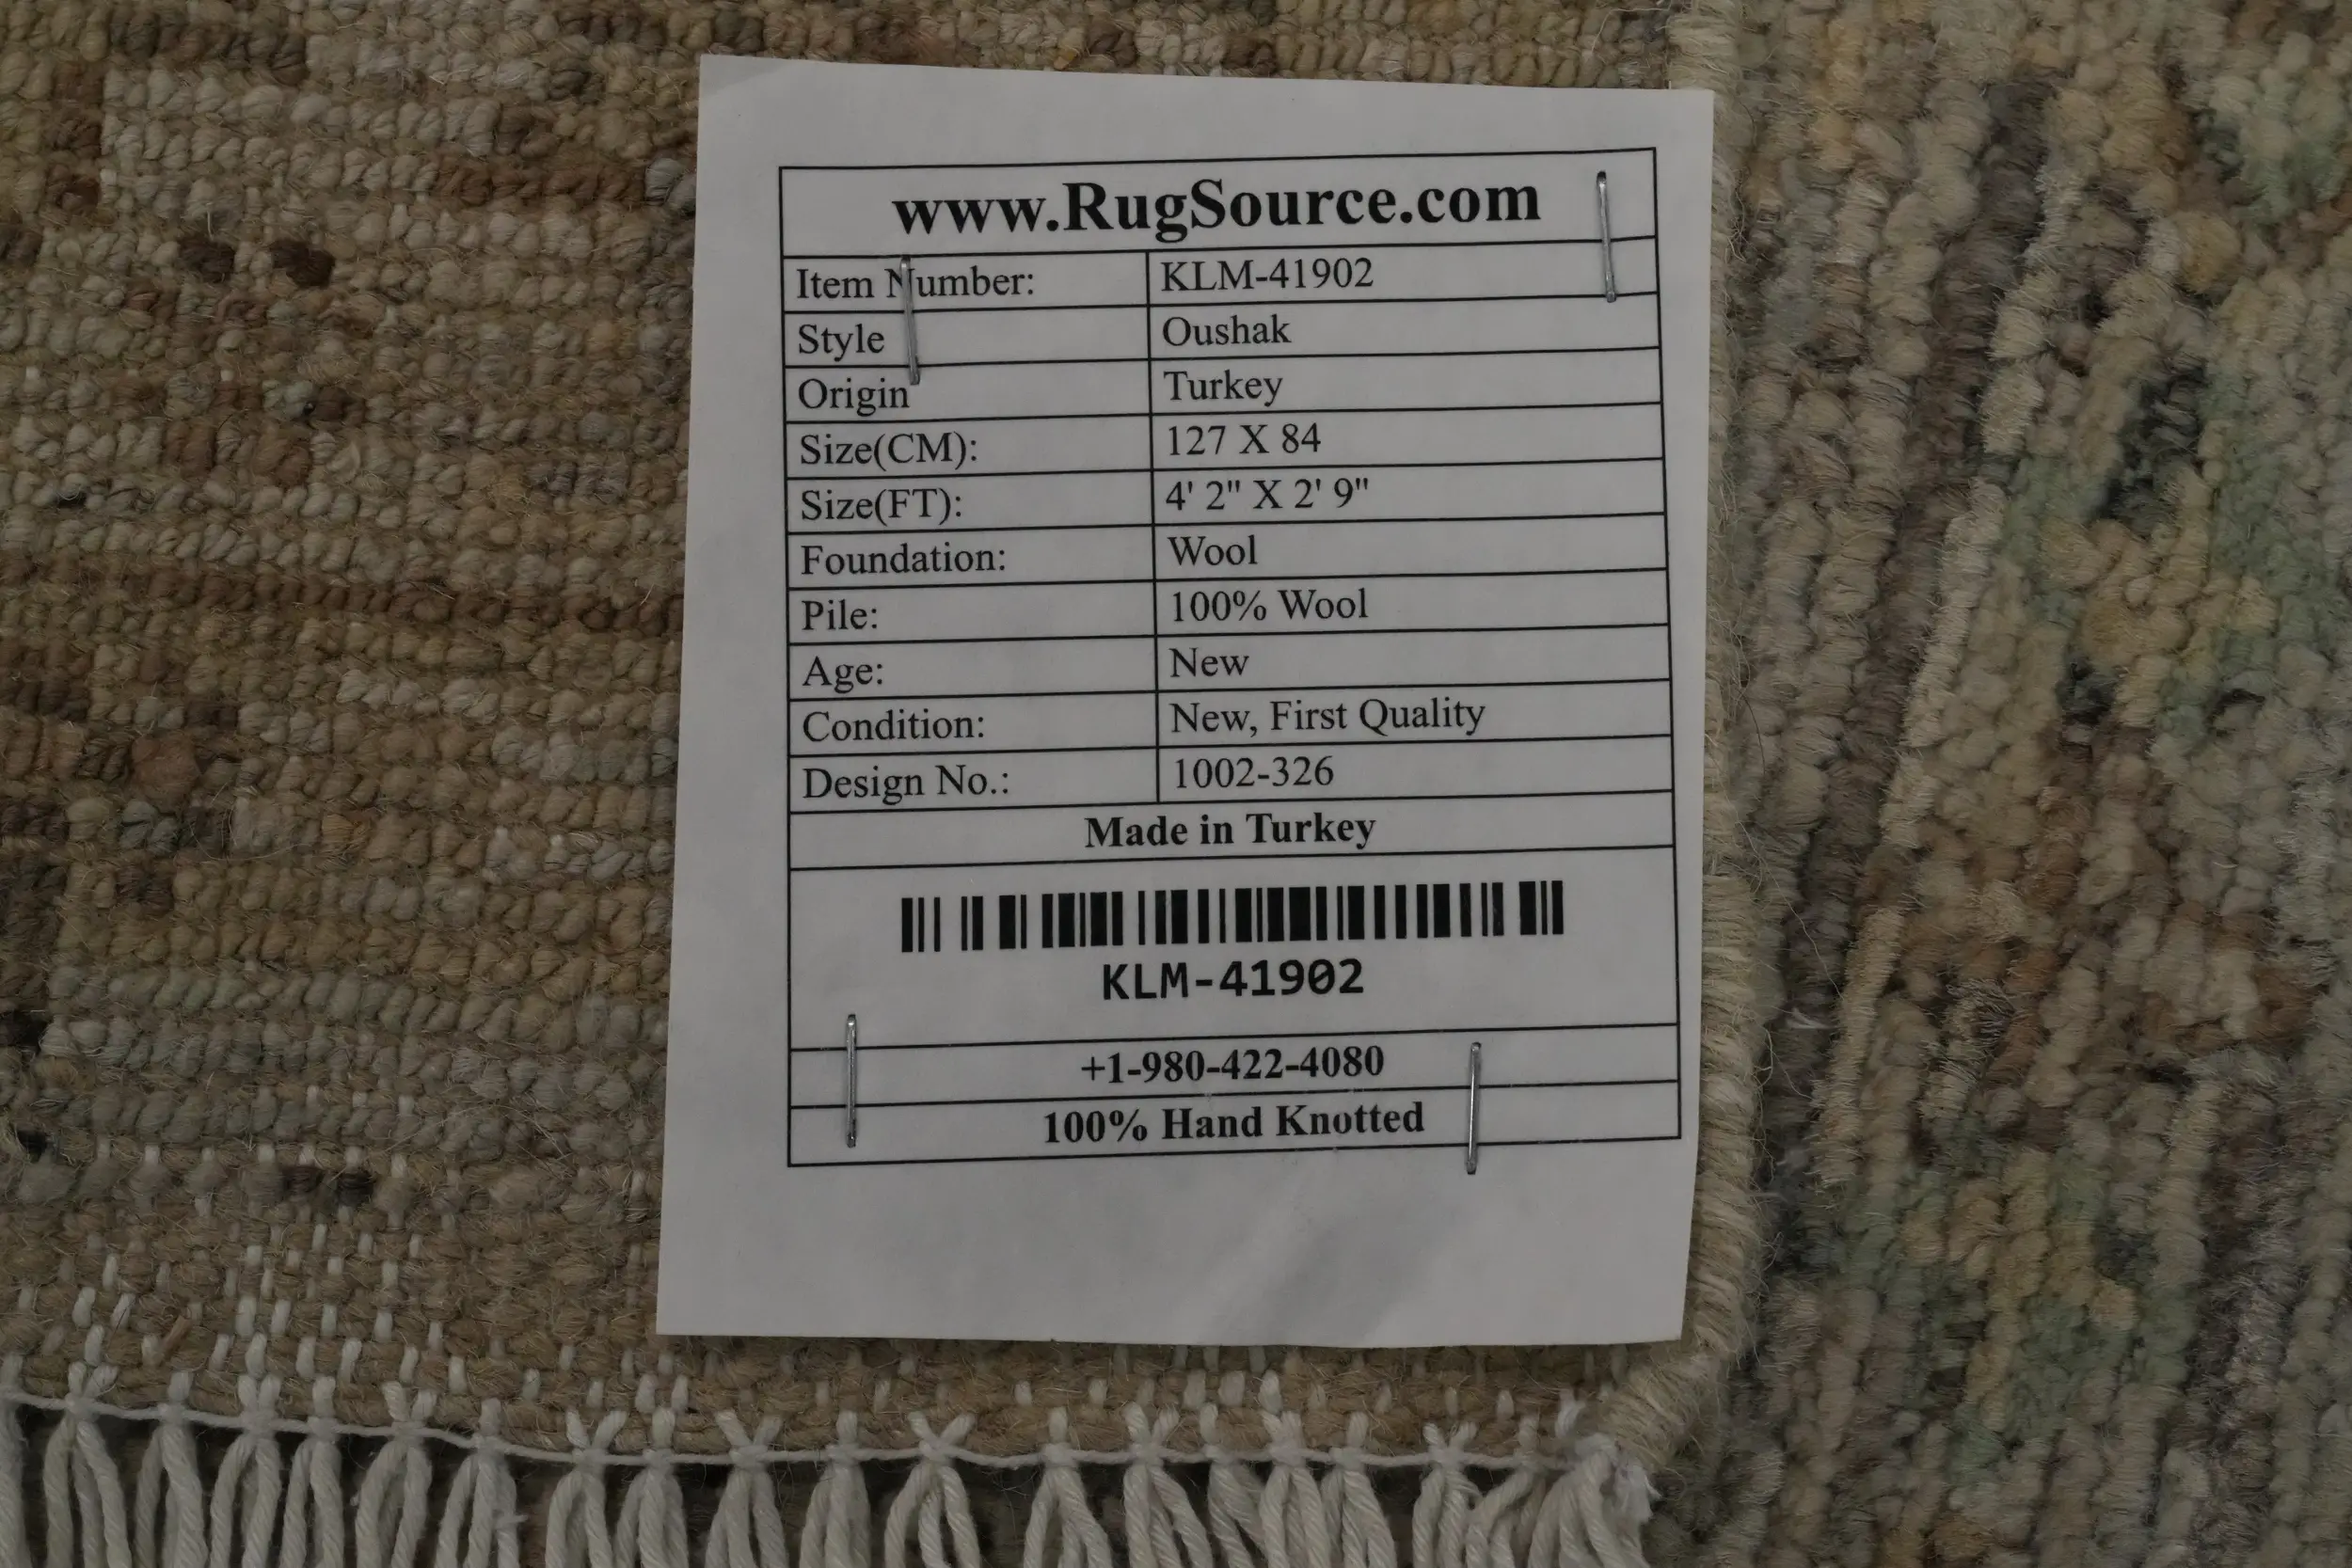 www.RugSource.com
Item Number: KLM-41902
Style Oushak
Origin Turkey
Size(CM): 127 X 84
Size(FT): 4' 2" X 2' 9"
Foundation: Wool
Pile: 100% Wool
Age: New
Condition: New, First Quality
Design No.: 1002-326
Made in Turkey
KLM-41902
+1-980-422-4080
100% Hand Knotted